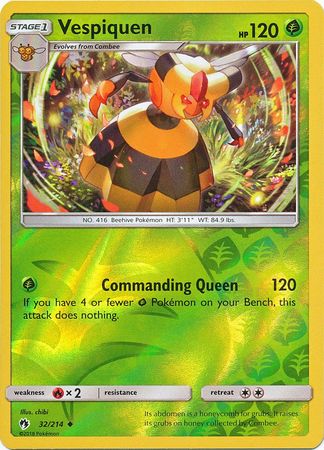 STAGE 1
Vespiquen
HP 120
Evolves from Combee
NO. 416 Beehive Pokémon HT: 3'11" WT: 84.9 lbs.
Commanding Queen 120
If you have 4 or fewer Pokémon on your Bench, this
attack does nothing.
weakness × 2 resistance retreat
Illus. chibi
32/214
©2018 Pokémon
Its abdomen is a honeycomb for grubs. It raises
its grubs on honey collected by Combee.